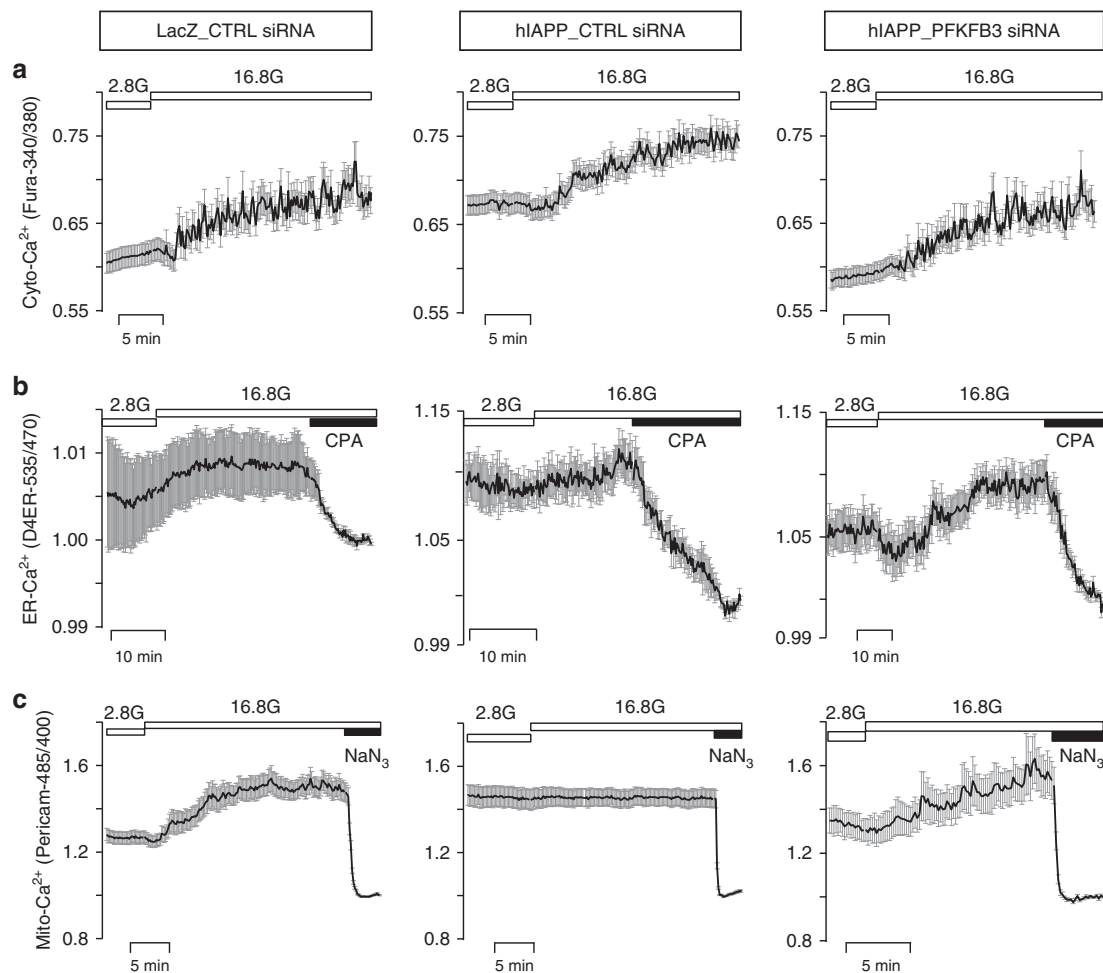 LacZ_CTRL siRNA
hIAPP_CTRL siRNA
hIAPP_PFKFB3 siRNA
a
Cyto-Ca²⁺ (Fura-340/380)
2.8G
16.8G
0.75
0.65
0.55
5 min
2.8G
16.8G
0.75
0.65
0.55
5 min
2.8G
16.8G
0.75
0.65
0.55
5 min
b
ER-Ca²⁺ (D4ER-535/470)
2.8G
16.8G
CPA
1.01
1.00
0.99
10 min
2.8G
16.8G
CPA
1.15
1.05
0.99
10 min
2.8G
16.8G
CPA
1.15
1.05
0.99
10 min
c
Mito-Ca²⁺ (Pericam-485/400)
2.8G
16.8G
NaN₃
1.6
1.2
0.8
5 min
2.8G
16.8G
NaN₃
1.6
1.2
0.8
5 min
2.8G
16.8G
NaN₃
1.6
1.2
0.8
5 min